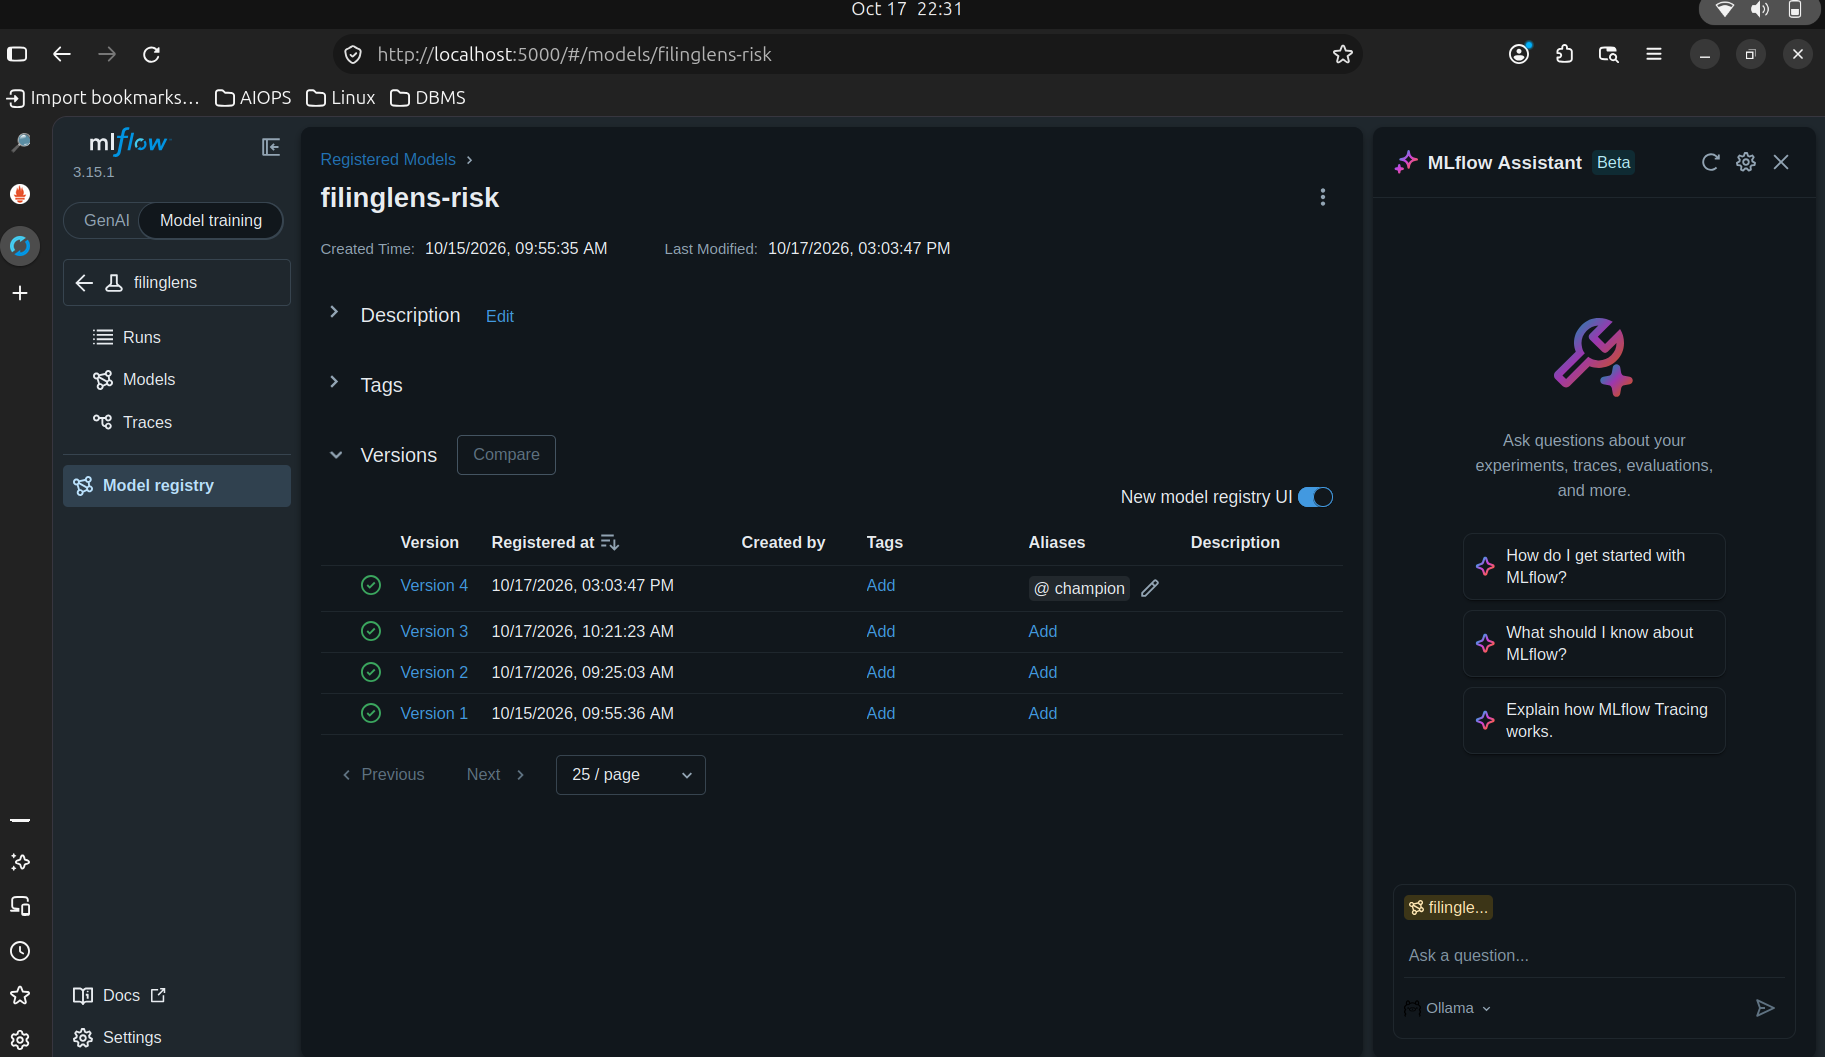 Oct 17 22:31
http://localhost:5000/#/models/filinglens-risk
Import bookmarks... AIOPS Linux DBMS
mlflow
3.15.1
GenAI Model training
filinglens
Runs
Models
Traces
Model registry
Docs
Settings
Registered Models
filinglens-risk
Created Time: 10/15/2026, 09:55:35 AM Last Modified: 10/17/2026, 03:03:47 PM
Description Edit
Tags
Versions Compare
New model registry UI
Version Registered at Created by Tags Aliases Description
Version 4 10/17/2026, 03:03:47 PM Add @ champion
Version 3 10/17/2026, 10:21:23 AM Add Add
Version 2 10/17/2026, 09:25:03 AM Add Add
Version 1 10/15/2026, 09:55:36 AM Add Add
Previous Next 25 / page
MLflow Assistant Beta
Ask questions about your
experiments, traces, evaluations,
and more.
How do I get started with
MLflow?
What should I know about
MLflow?
Explain how MLflow Tracing
works.
filingle...
Ask a question...
Ollama